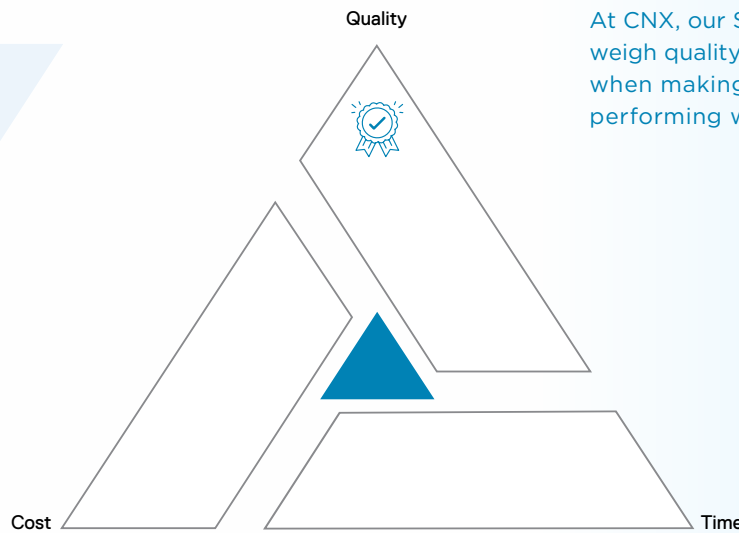 Quality
At CNX, our S
weigh quality
when making
performing w
Cost
Time